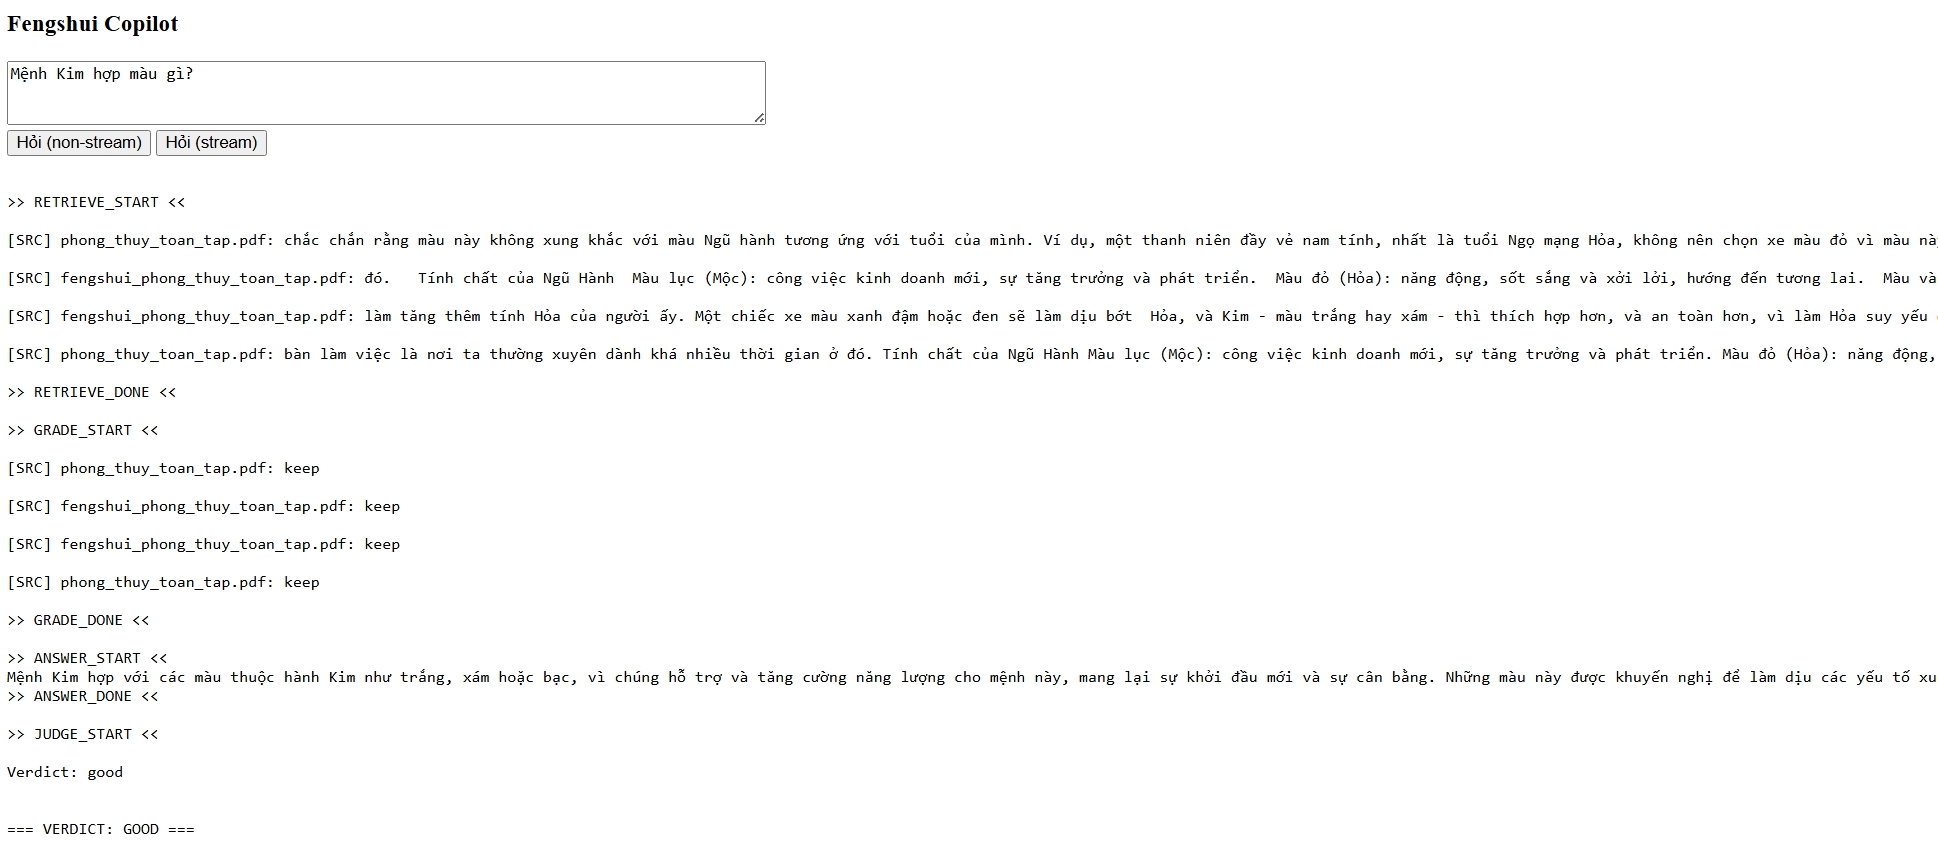 Fengshui Copilot
Mệnh Kim hợp màu gì?
Hỏi (non-stream) Hỏi (stream)
>> RETRIEVE_START <<
[SRC] phong_thuy_toan_tap.pdf: chắc chắn rằng màu này không xung khắc với màu Ngũ hành tương ứng với tuổi của mình. Ví dụ, một thanh niên đầy vẻ nam tính, nhất là tuổi Ngọ mạng Hỏa, không nên chọn xe màu đỏ vì màu này
[SRC] fengshui_phong_thuy_toan_tap.pdf: đó.   Tính chất của Ngũ Hành  Màu lục (Mộc): công việc kinh doanh mới, sự tăng trưởng và phát triển.  Màu đỏ (Hỏa): năng động, sốt sắng và xởi lởi, hướng đến tương lai.  Màu và
[SRC] fengshui_phong_thuy_toan_tap.pdf: làm tăng thêm tính Hỏa của người ấy. Một chiếc xe màu xanh đậm hoặc đen sẽ làm dịu bớt  Hỏa, và Kim - màu trắng hay xám - thì thích hợp hơn, và an toàn hơn, vì làm Hỏa suy yếu
[SRC] phong_thuy_toan_tap.pdf: bàn làm việc là nơi ta thường xuyên dành khá nhiều thời gian ở đó. Tính chất của Ngũ Hành Màu lục (Mộc): công việc kinh doanh mới, sự tăng trưởng và phát triển. Màu đỏ (Hỏa): năng động,
>> RETRIEVE_DONE <<
>> GRADE_START <<
[SRC] phong_thuy_toan_tap.pdf: keep
[SRC] fengshui_phong_thuy_toan_tap.pdf: keep
[SRC] fengshui_phong_thuy_toan_tap.pdf: keep
[SRC] phong_thuy_toan_tap.pdf: keep
>> GRADE_DONE <<
>> ANSWER_START <<
Mệnh Kim hợp với các màu thuộc hành Kim như trắng, xám hoặc bạc, vì chúng hỗ trợ và tăng cường năng lượng cho mệnh này, mang lại sự khởi đầu mới và sự cân bằng. Những màu này được khuyến nghị để làm dịu các yếu tố xu
>> ANSWER_DONE <<
>> JUDGE_START <<
Verdict: good
=== VERDICT: GOOD ===